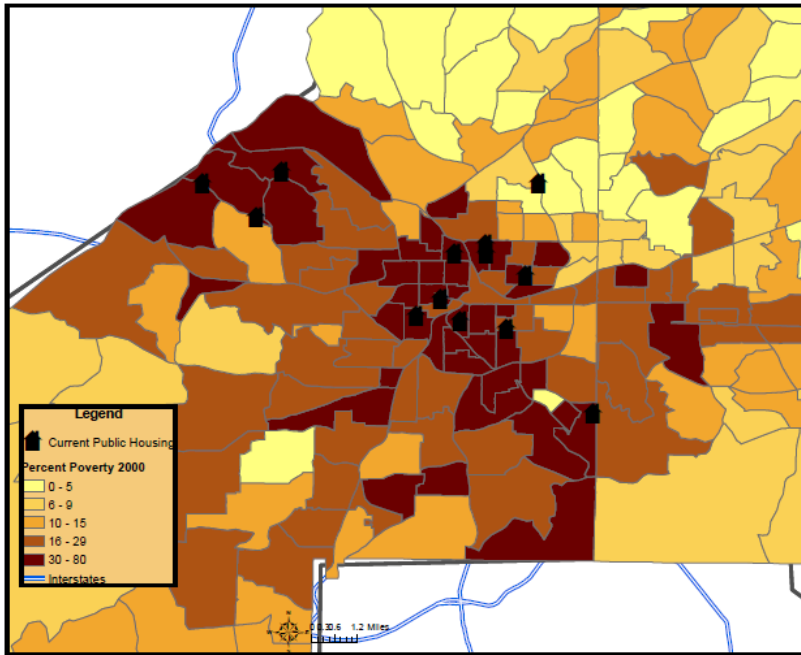 Legend
Current Public Housing
Percent Poverty 2000
0 - 5
6 - 9
10 - 15
16 - 29
30 - 80
Interstates
1.2 Miles